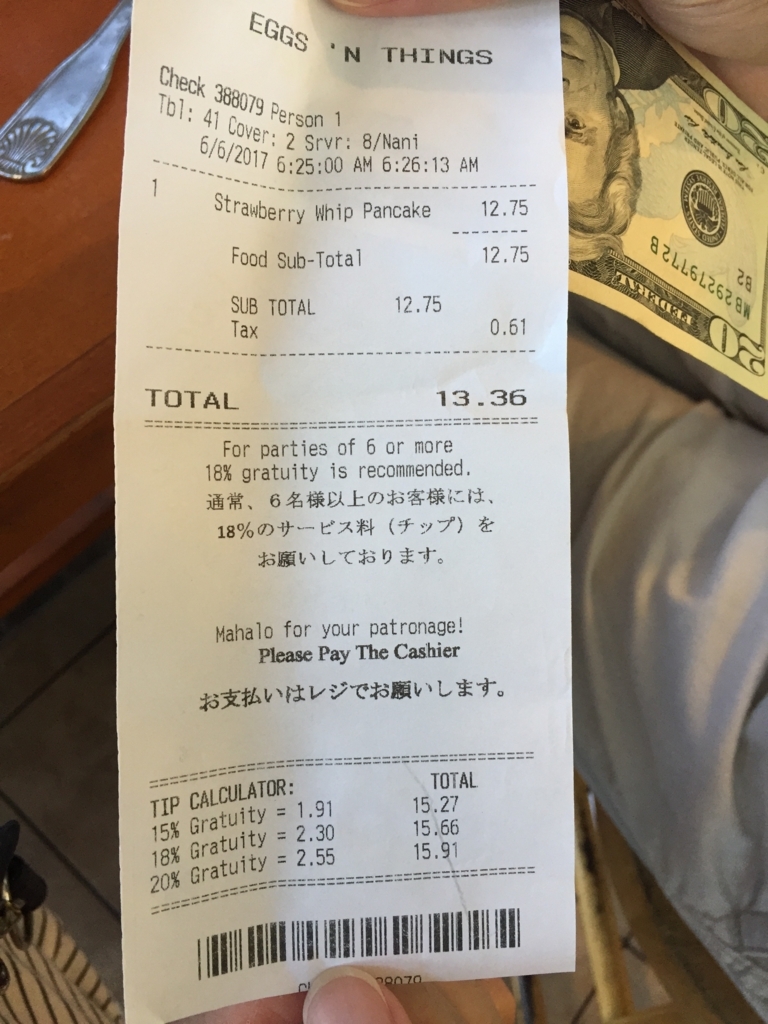 EGGS 'N THINGS
Check 388079 Person 1
Tbl: 41 Cover: 2 Srvr: 8/Nani
6/6/2017 6:25:00 AM 6:26:13 AM
1 Strawberry Whip Pancake 12.75
Food Sub-Total 12.75
SUB TOTAL 12.75
Tax 0.61
TOTAL 13.36
For parties of 6 or more
18% gratuity is recommended.
通常、6名様以上のお客様には、
18%のサービス料（チップ）を
お願いしております。
Mahalo for your patronage!
Please Pay The Cashier
お支払いはレジでお願いします。
TIP CALCULATOR: TOTAL
15% Gratuity = 1.91 15.27
18% Gratuity = 2.30 15.66
20% Gratuity = 2.55 15.91
20
MB29279772B
B2
FEDERAL
20